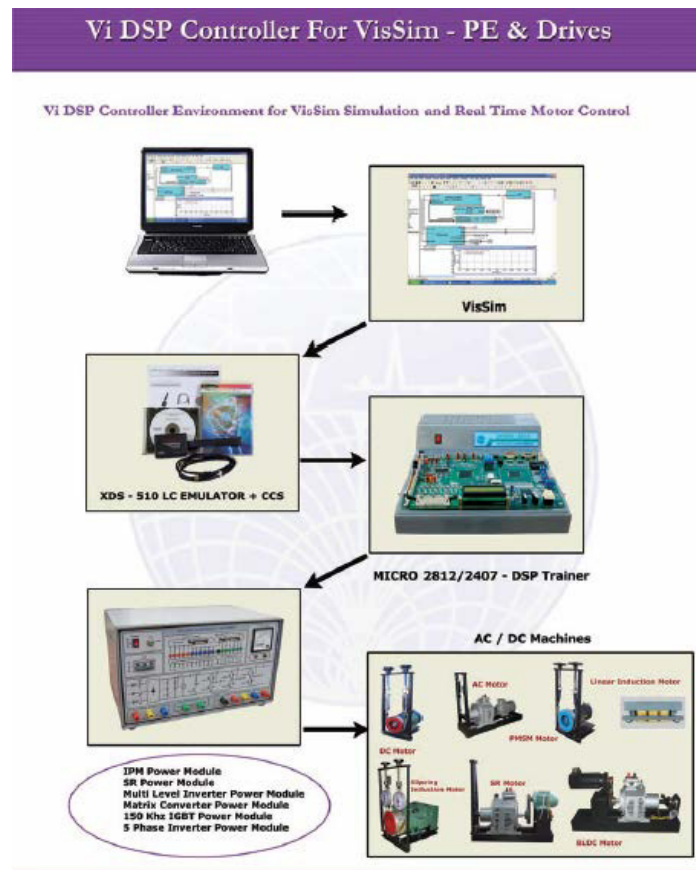 Vi DSP Controller For VisSim - PE & Drives
Vi DSP Controller Environment for VisSim Simulation and Real Time Motor Control
VisSim
XDS - 510 LC EMULATOR + CCS
MICRO 2812/2407 - DSP Trainer
AC / DC Machines
AC Motor
Linear Induction Motor
DC Motor
PMSM Motor
Slipring
Induction Motor
SR Motor
BLDC Motor
IPM Power Module
SR Power Module
Multi Level Inverter Power Module
Matrix Converter Power Module
150 Khz IGBT Power Module
5 Phase Inverter Power Module